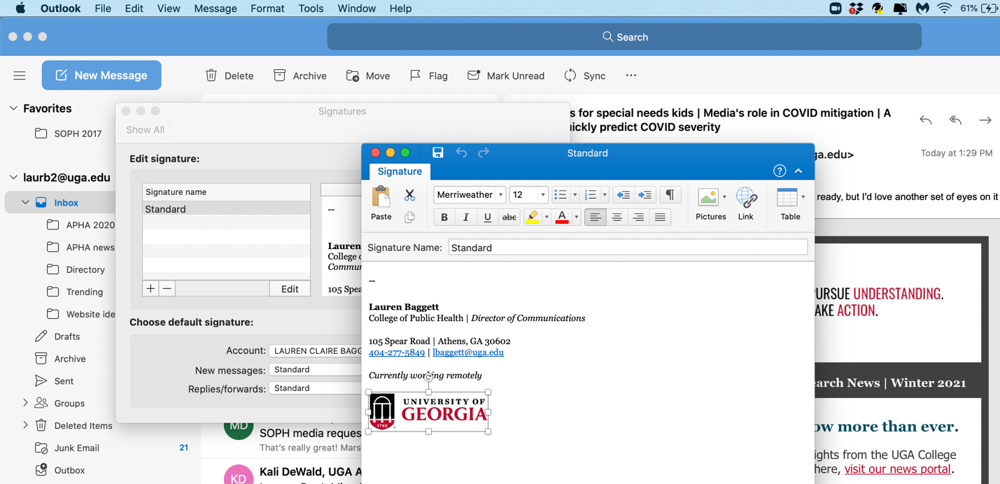 Outlook File Edit View Message Format Tools Window Help
61%
Search
New Message
Delete Archive Move Flag Mark Unread Sync ...
Favorites
SOPH 2017
laurb2@uga.edu
Inbox
APHA 2020
APHA news
Directory
Trending
Website ide
Drafts
Archive
Sent
Groups
Deleted Items
Junk Email 21
Outbox
Signatures
Show All
Edit signature:
Signature name
Standard
+ − Edit
--
Lauren
College o
Commun
105 Spea
Choose default signature:
Account: LAUREN CLAIRE BAGG
New messages: Standard
Replies/forwards: Standard
MD
SOPH media reques
That's really great! Mars
KD
Kali DeWald, UGA A
Standard
Signature
?
Paste
Merriweather 12
B I U abc A
Pictures Link Table
Signature Name: Standard
--
Lauren Baggett
College of Public Health | Director of Communications
105 Spear Road | Athens, GA 30602
404-277-5849 | lbaggett@uga.edu
Currently working remotely
1785
UNIVERSITY OF
GEORGIA
s for special needs kids | Media's role in COVID mitigation | A
uickly predict COVID severity
ga.edu>
Today at 1:29 PM
ready, but I'd love another set of eyes on it
URSUE UNDERSTANDING.
AKE ACTION.
earch News | Winter 2021
ow more than ever.
ights from the UGA College
here, visit our news portal.